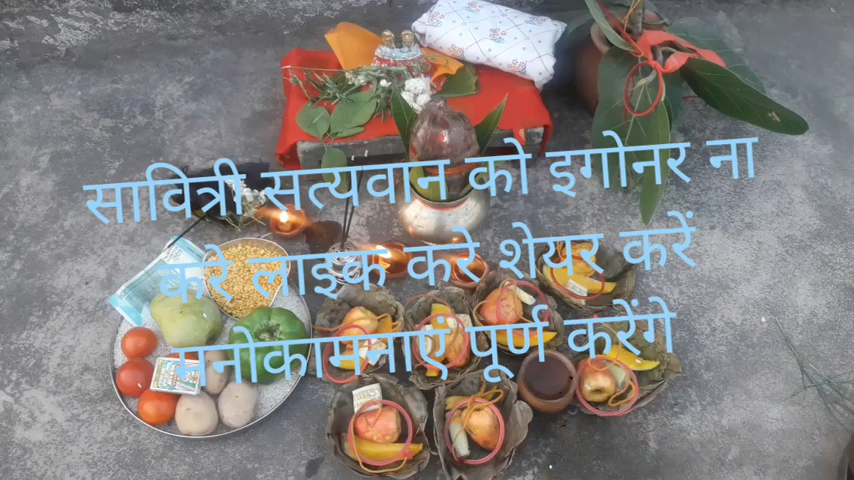 सावित्री सत्यवान को इगोनर ना
करे लाइक करे शेयर करें
मनोकामनाएं पूर्ण करेंगे